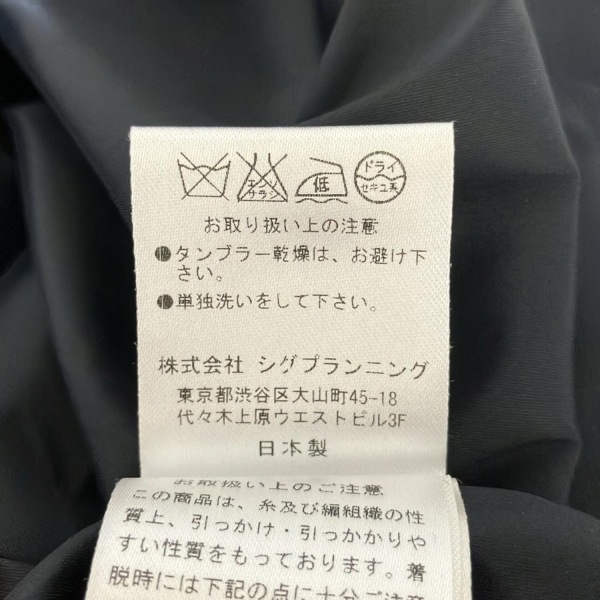 エンソ
サラシ
低
ドライ
セキユ系
お取り扱い上の注意
●タンブラー乾燥は、お避け下
さい。
●単独洗いをして下さい。
株式会社 シグプランニング
東京都渋谷区大山町45-18
代々木上原ウエストビル3F
日本製
お取扱い上のご注意
この商品は、糸及び編組織の性
質上、引っかけ・引っかかりや
すい性質をもっております。着
脱時には下記の点に十分ご注意